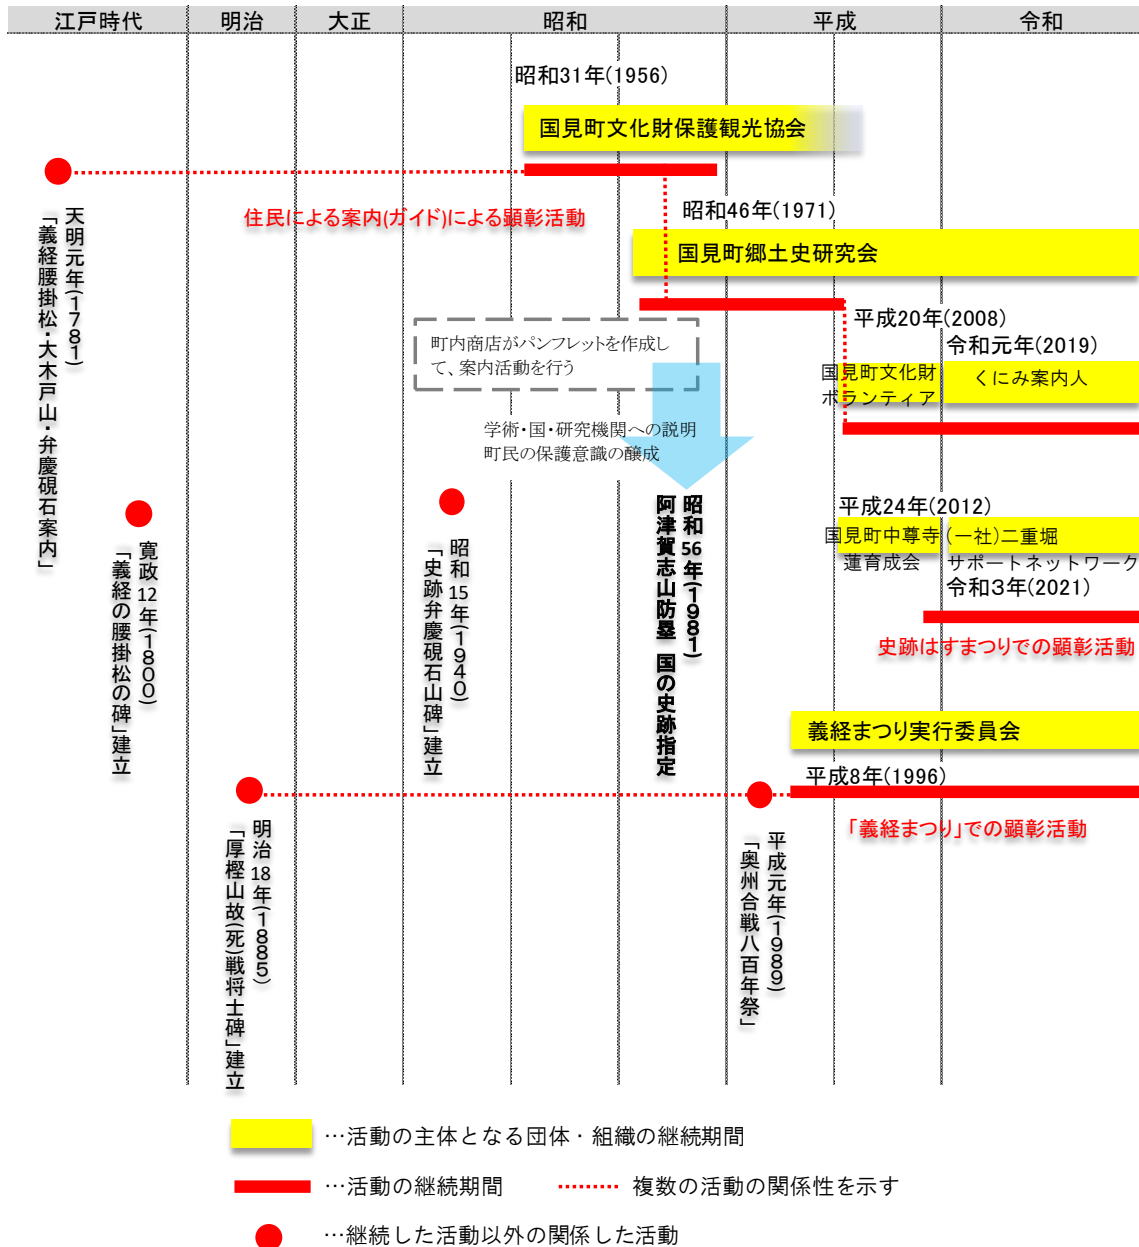 江戸時代
明治
大正
昭和
平成
令和
昭和31年(1956)
国見町文化財保護観光協会
住民による案内(ガイド)による顕彰活動
昭和46年(1971)
国見町郷土史研究会
町内商店がパンフレットを作成し
て、案内活動を行う
学術・国・研究機関への説明
町民の保護意識の醸成
平成20年(2008)
国見町文化財
ボランティア
令和元年(2019)
くにみ案内人
天明元年(1781)
「義経腰掛松・大木戸山・弁慶硯石案内」
寛政12年(1800)
「義経の腰掛松の碑」建立
昭和15年(1940)
「史跡弁慶硯石山碑」建立
昭和56年(1981)
阿津賀志山防塁 国の史跡指定
平成24年(2012)
国見町中尊寺
蓮育成会
(一社)二重堀
サポートネットワーク
令和3年(2021)
史跡はすまつりでの顕彰活動
義経まつり実行委員会
平成8年(1996)
「義経まつり」での顕彰活動
明治18年(1885)
「厚樫山故(死)戦将士碑」建立
平成元年(1989)
「奥州合戦八百年祭」
…活動の主体となる団体・組織の継続期間
…活動の継続期間
複数の活動の関係性を示す
…継続した活動以外の関係した活動